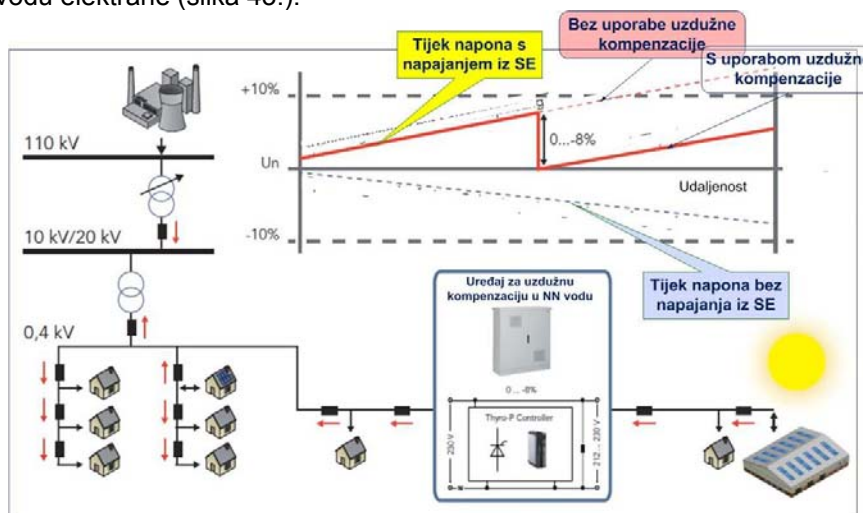 vodu elektrane (slika 48.).
Bez uporabe uzdužne
kompenzacije
Tijek napona s
napajanjem iz SE
S uporabom uzdužne
kompenzacije
+10%
0...-8%
110 kV
Un
Udaljenost
-10%
10 kV/20 kV
Uređaj za uzdužnu
kompenzaciju u NN vodu
Tijek napona bez
napajanja iz SE
0,4 kV
0 ... -8%
Thyro-P Controller
230 V
212 ... 230 V
N